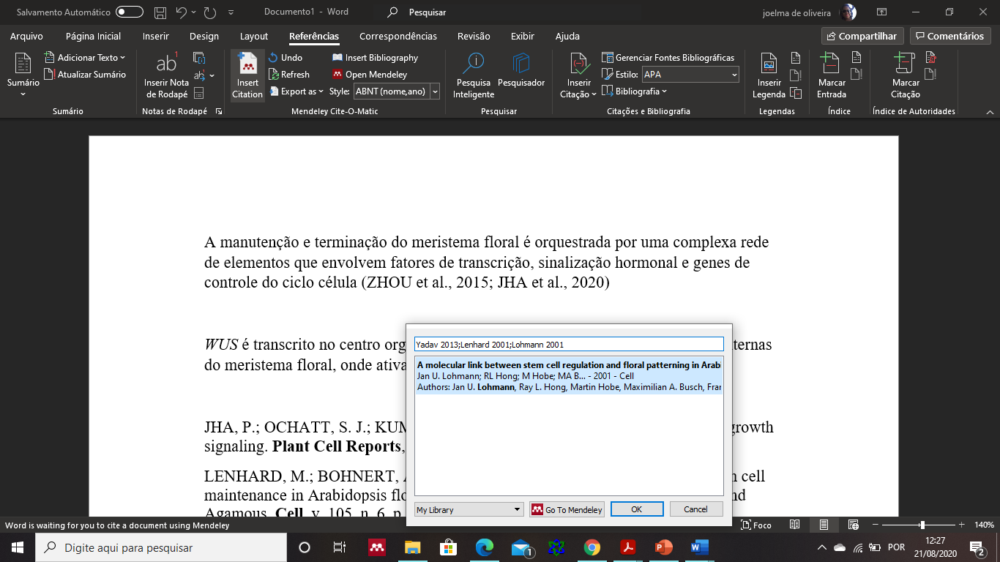 Salvamento Automático
Documento1 - Word
Pesquisar
joelma de oliveira
Arquivo Página Inicial Inserir Design Layout Referências Correspondências Revisão Exibir Ajuda
Compartilhar Comentários
Sumário
Adicionar Texto
Atualizar Sumário
Sumário
ab
Inserir Nota
de Rodapé
ab
Notas de Rodapé
Insert
Citation
Undo
Refresh
Export as
Insert Bibliography
Open Mendeley
Style: ABNT (nome,ano)
Mendeley Cite-O-Matic
Pesquisa
Inteligente
Pesquisador
Pesquisar
Inserir
Citação
Gerenciar Fontes Bibliográficas
Estilo: APA
Bibliografia
Citações e Bibliografia
Inserir
Legenda
Legendas
Marcar
Entrada
Índice
Marcar
Citação
Índice de Autoridades
A manutenção e terminação do meristema floral é orquestrada por uma complexa rede
de elementos que envolvem fatores de transcrição, sinalização hormonal e genes de
controle do ciclo célula (ZHOU et al., 2015; JHA et al., 2020)
WUS é transcrito no centro org ternas
do meristema floral, onde ativa
JHA, P.; OCHATT, S. J.; KUM growth
signaling. Plant Cell Reports,
LENHARD, M.; BOHNERT, cell
maintenance in Arabidopsis flo nd
Agamous. Cell, v. 105, n. 6, p
Yadav 2013;Lenhard 2001;Lohmann 2001
A molecular link between stem cell regulation and floral patterning in Arabi
Jan U. Lohmann; RL Hong; M Hobe; MA B... - 2001 - Cell
Authors: Jan U. Lohmann, Ray L. Hong, Martin Hobe, Maximilian A. Busch, Fran
My Library
Go To Mendeley
OK
Cancel
Word is waiting for you to cite a document using Mendeley
Foco
140%
Digite aqui para pesquisar
1
POR
12:27
21/08/2020
2